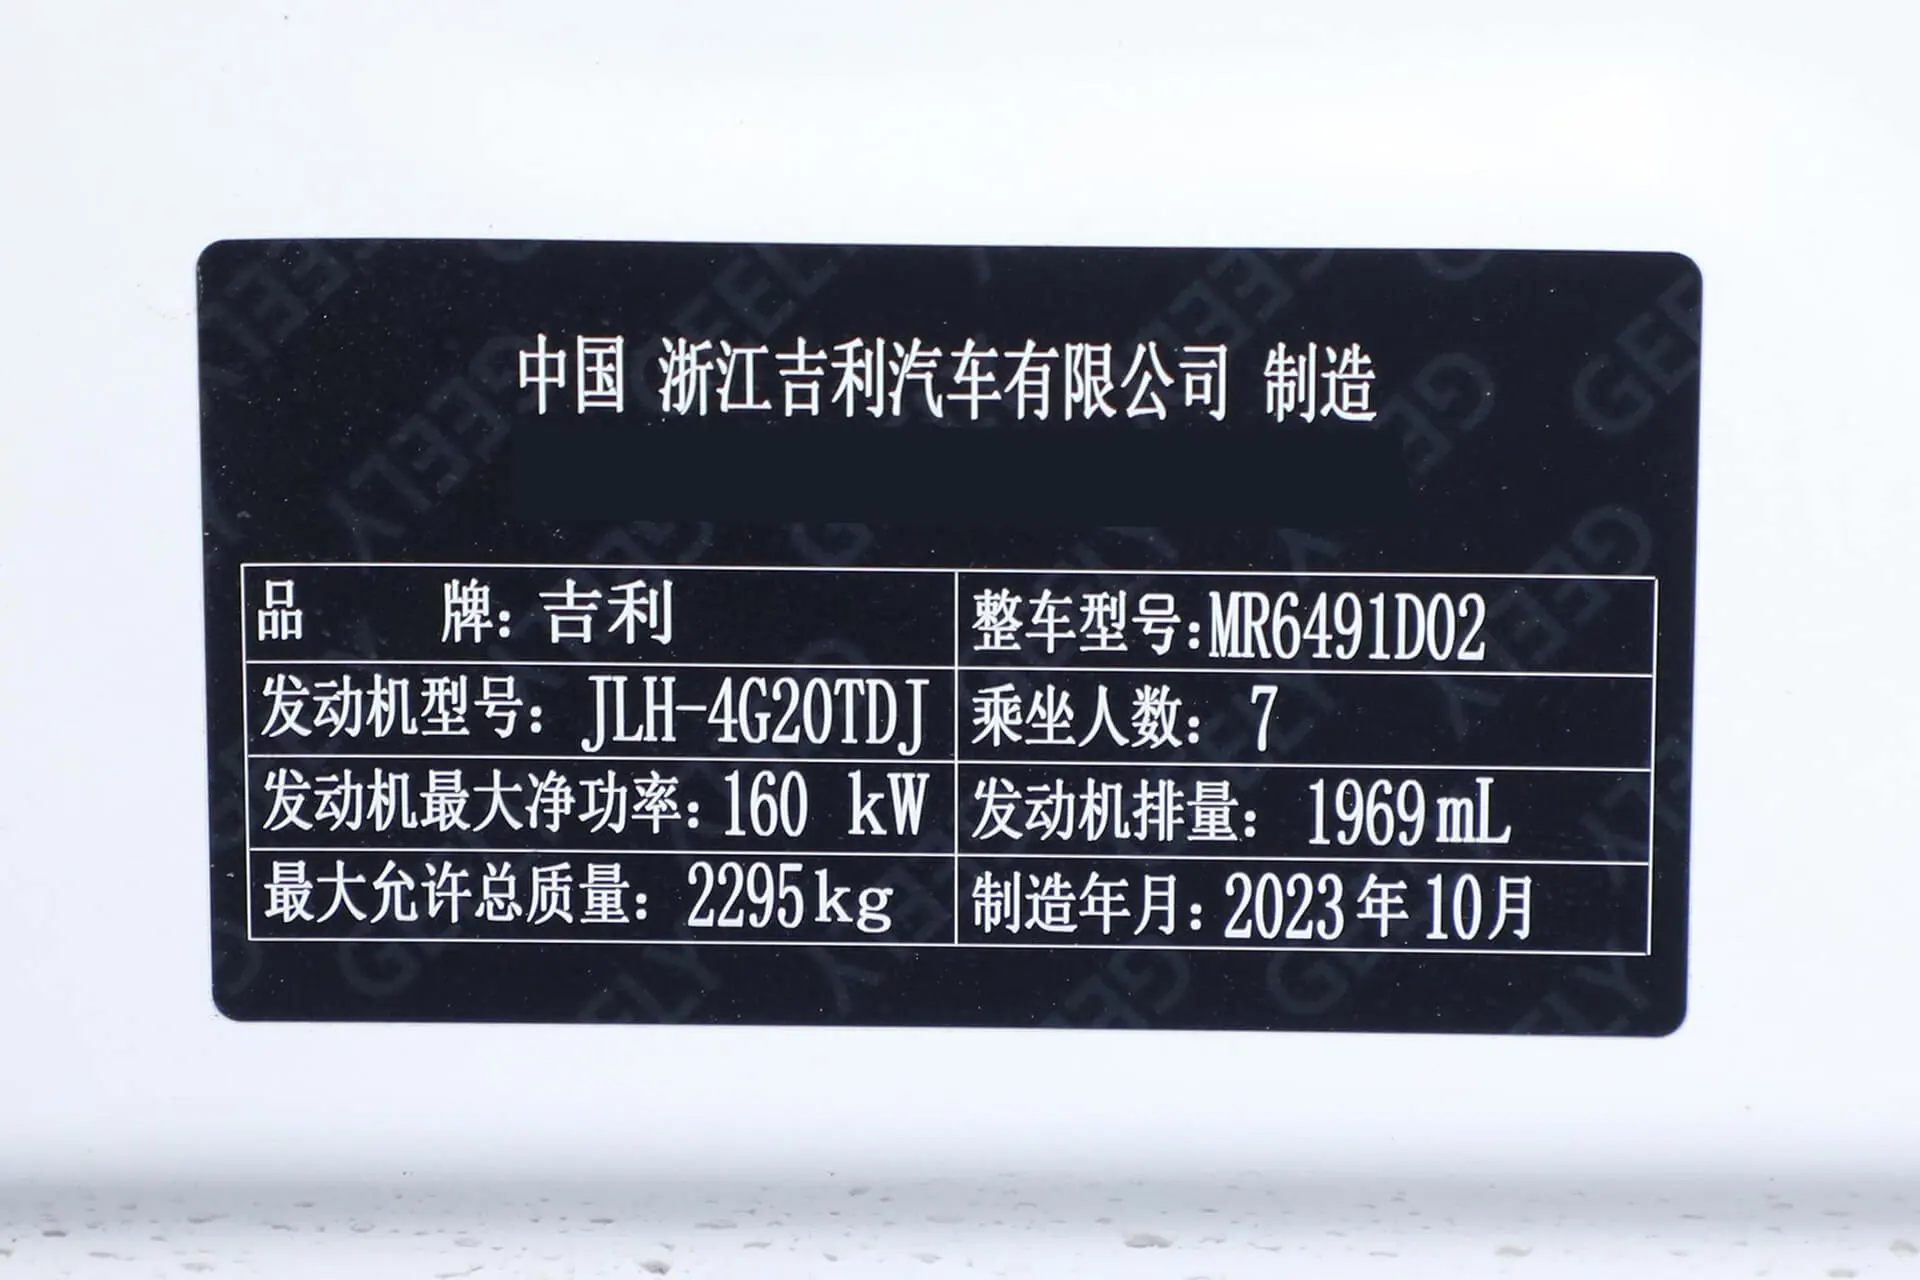 中国 浙江吉利汽车有限公司 制造
品 牌：吉利 整车型号：MR6491D02
发动机型号：JLH-4G20TDJ 乘坐人数：7
发动机最大净功率：160 kW 发动机排量：1969mL
最大允许总质量：2295kg 制造年月：2023年10月